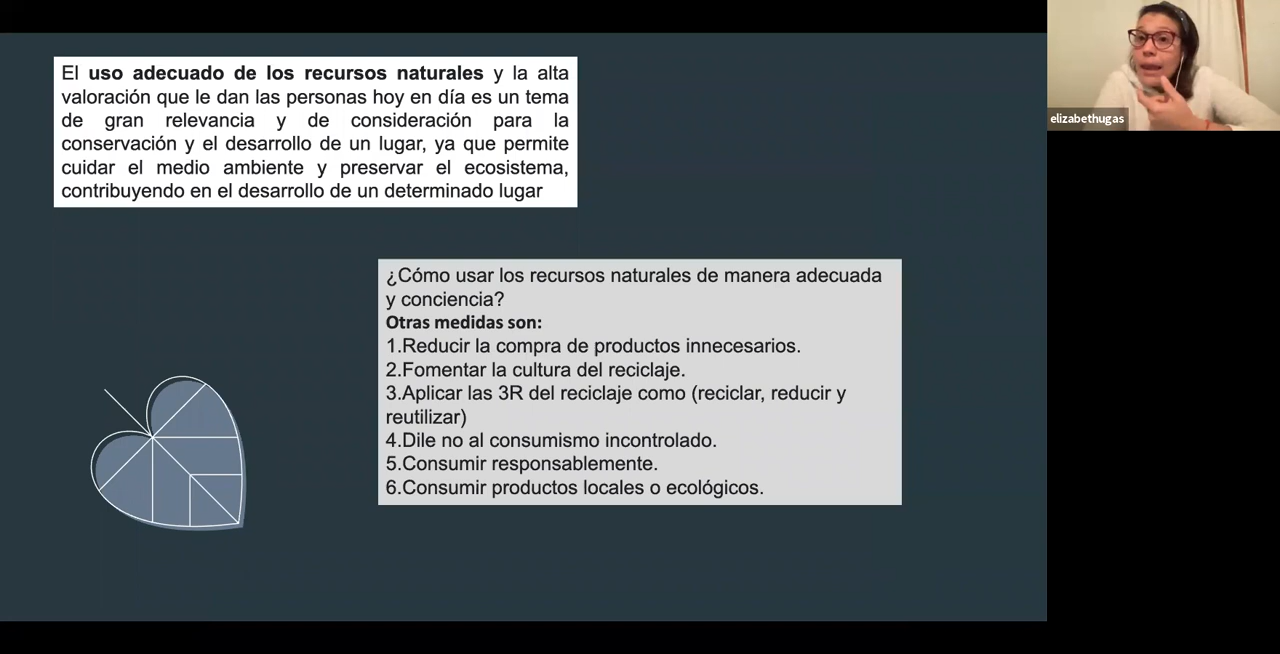 El uso adecuado de los recursos naturales y la alta
valoración que le dan las personas hoy en día es un tema
de gran relevancia y de consideración para la
conservación y el desarrollo de un lugar, ya que permite
cuidar el medio ambiente y preservar el ecosistema,
contribuyendo en el desarrollo de un determinado lugar
¿Cómo usar los recursos naturales de manera adecuada
y conciencia?
Otras medidas son:
1.Reducir la compra de productos innecesarios.
2.Fomentar la cultura del reciclaje.
3.Aplicar las 3R del reciclaje como (reciclar, reducir y
reutilizar)
4.Dile no al consumismo incontrolado.
5.Consumir responsablemente.
6.Consumir productos locales o ecológicos.
elizabethugas